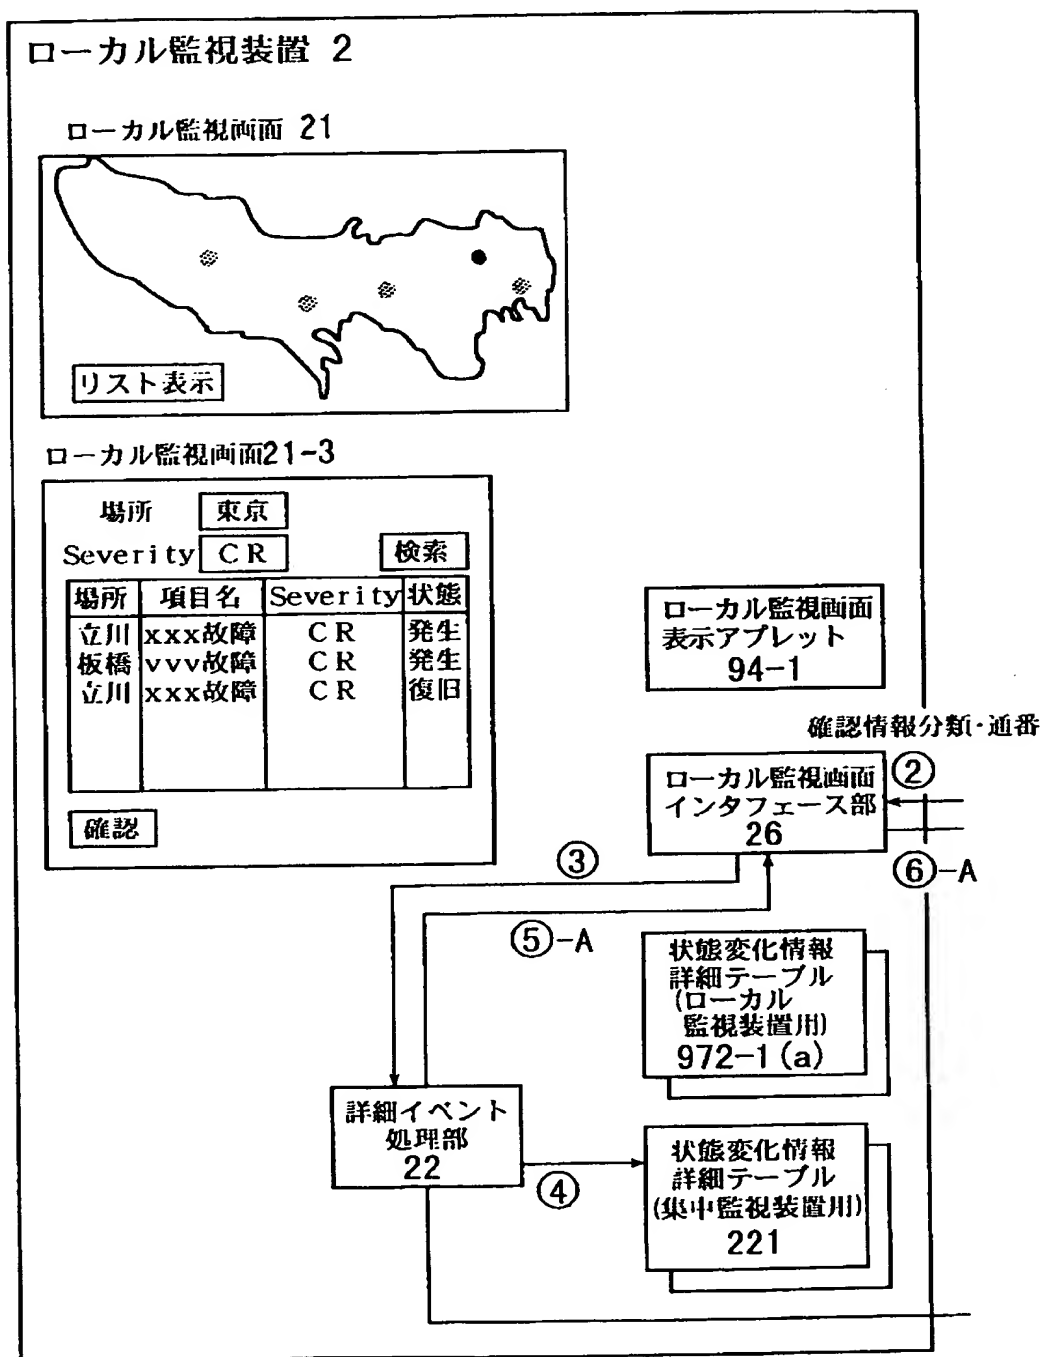 ローカル監視装置 2
ローカル監視画面 21
リスト表示
ローカル監視画面21-3
場所 東京
Severity CR 検索
場所 項目名 Severity 状態
立川 xxx故障 CR 発生
板橋 vvv故障 CR 発生
立川 xxx故障 CR 復旧
確認
ローカル監視画面
表示アプレット
94-1
確認情報分類・通番
ローカル監視画面
インタフェース部
26
②
⑥-A
③
⑤-A
状態変化情報
詳細テーブル
(ローカル
監視装置用)
972-1(a)
詳細イベント
処理部
22
④
状態変化情報
詳細テーブル
(集中監視装置用)
221